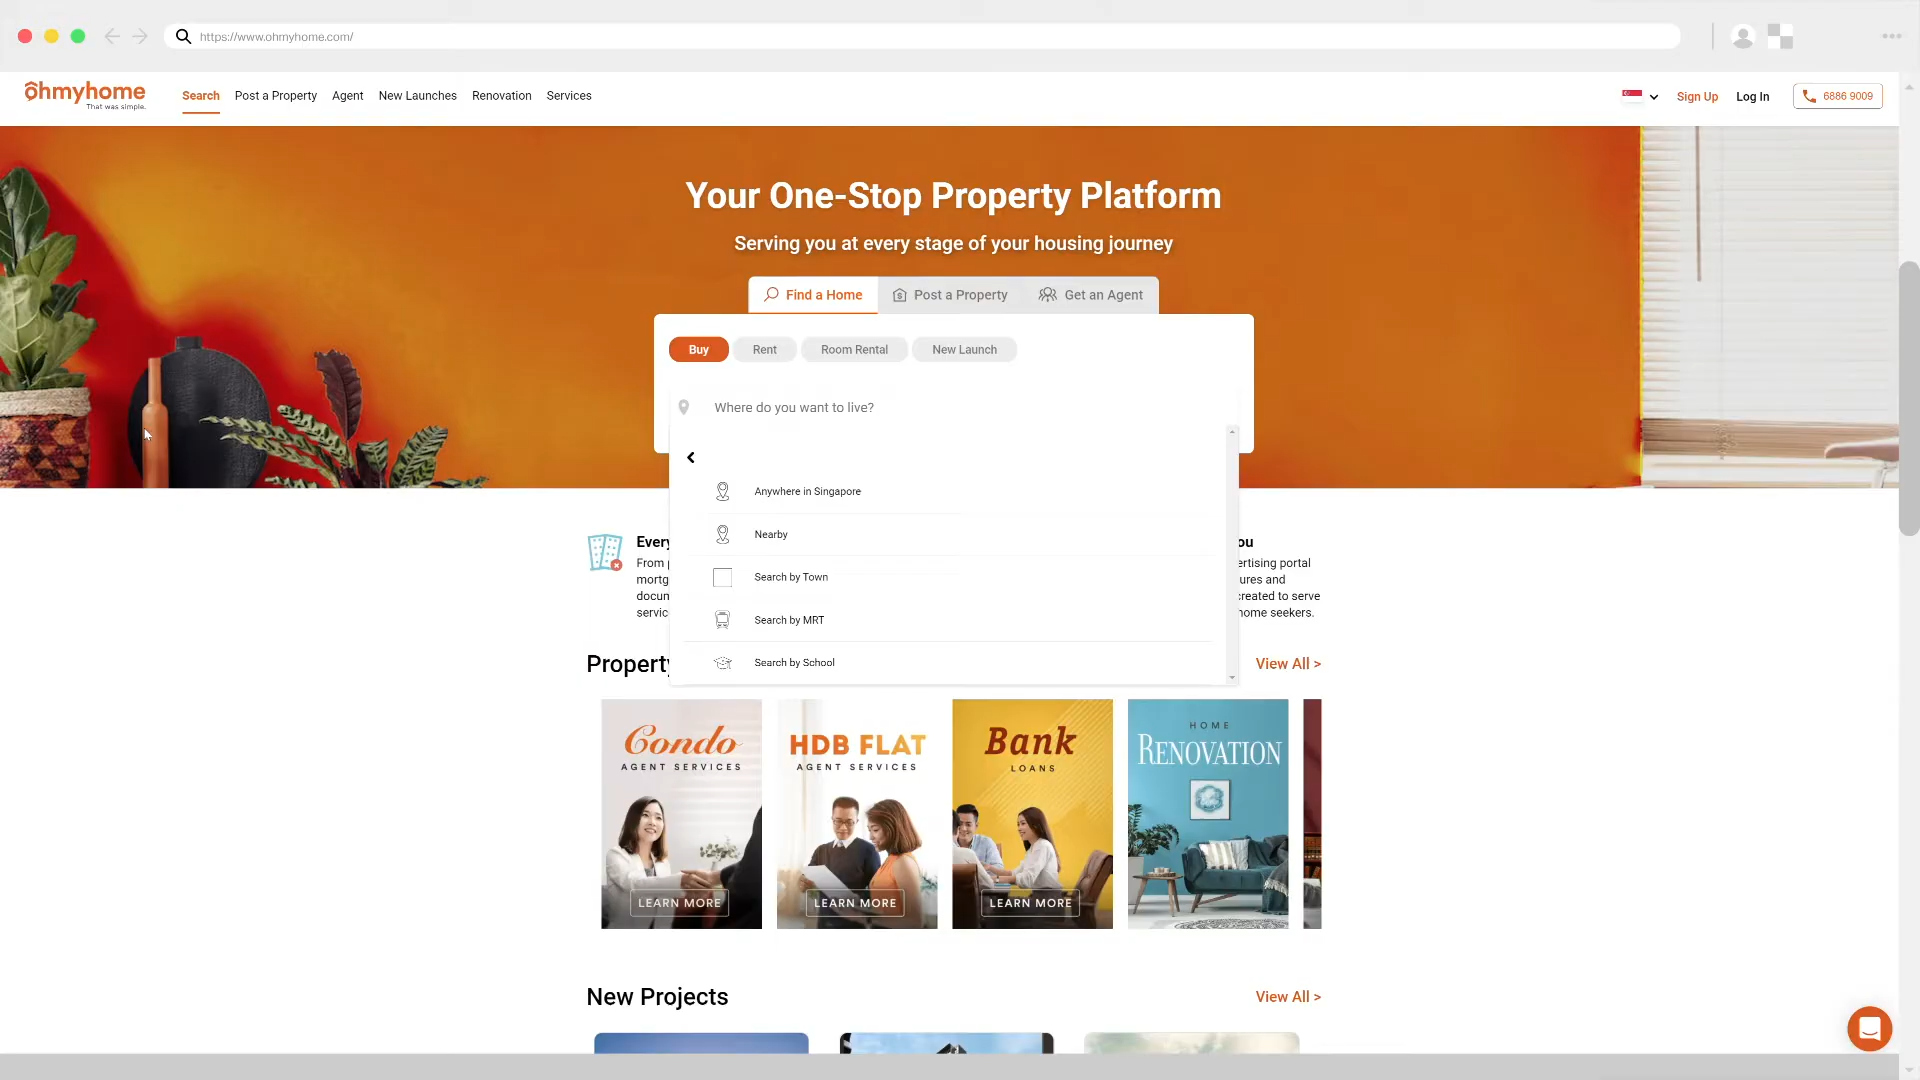 https://www.ohmyhome.com/
ohmyhome
That was simple.
Search
Post a Property
Agent
New Launches
Renovation
Services
Sign Up
Log In
6886 9009
Your One-Stop Property Platform
Serving you at every stage of your housing journey
Find a Home
Post a Property
Get an Agent
Buy
Rent
Room Rental
New Launch
Where do you want to live?
Anywhere in Singapore
Nearby
Search by Town
Search by MRT
Search by School
From
ertising portal
ures and
created to serve
home seekers.
Property
View All >
Condo
AGENT SERVICES
LEARN MORE
HDB FLAT
AGENT SERVICES
LEARN MORE
Bank
LOANS
LEARN MORE
HOME
RENOVATION
New Projects
View All >